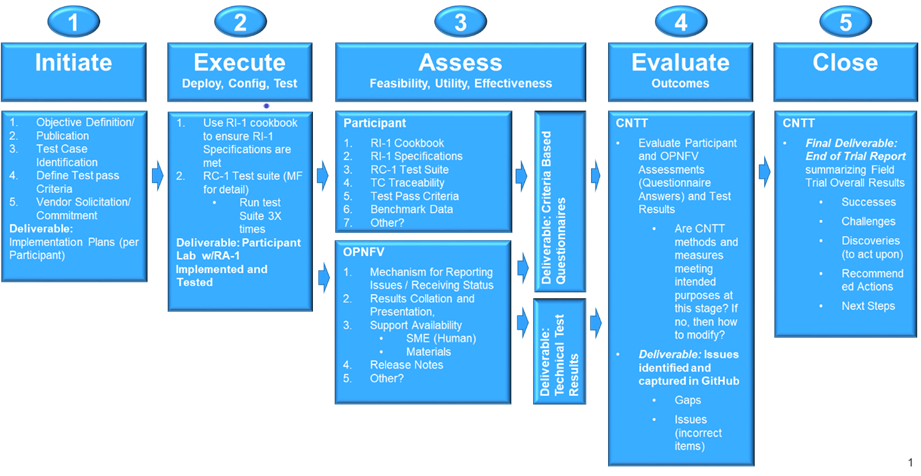 1
2
3
4
5
Initiate
Execute
Deploy, Config, Test
Assess
Feasibility, Utility, Effectiveness
Evaluate
Outcomes
Close
1. Objective Definition/
2. Publication
3. Test Case
Identification
4. Define Test pass
Criteria
5. Vendor Solicitation/
Commitment
Deliverable:
Implementation Plans (per
Participant)
1. Use RI-1 cookbook
to ensure RI-1
Specifications are
met
2. RC-1 Test suite (MF
for detail)
• Run test
Suite 3X
times
Deliverable: Participant
Lab w/RA-1
Implemented and
Tested
Participant
1. RI-1 Cookbook
2. RI-1 Specifications
3. RC-1 Test Suite
4. TC Traceability
5. Test Pass Criteria
6. Benchmark Data
7. Other?
OPNFV
1. Mechanism for Reporting
Issues / Receiving Status
2. Results Collation and
Presentation,
3. Support Availability
• SME (Human)
• Materials
4. Release Notes
5. Other?
Deliverable: Criteria Based
Questionnaires
Deliverable:
Technical Test
Results
CNTT
• Evaluate Participant
and OPNFV
Assessments
(Questionnaire
Answers) and Test
Results
• Are CNTT
methods and
measures
meeting
intended
purposes at
this stage? If
no, then how
to modify?
• Deliverable: Issues
identified and
captured in GitHub
• Gaps
• Issues
(incorrect
items)
CNTT
• Final Deliverable:
End of Trial Report
summarizing Field
Trial Overall Results
• Successes
• Challenges
• Discoveries
(to act upon)
• Recommend
ed Actions
• Next Steps
1